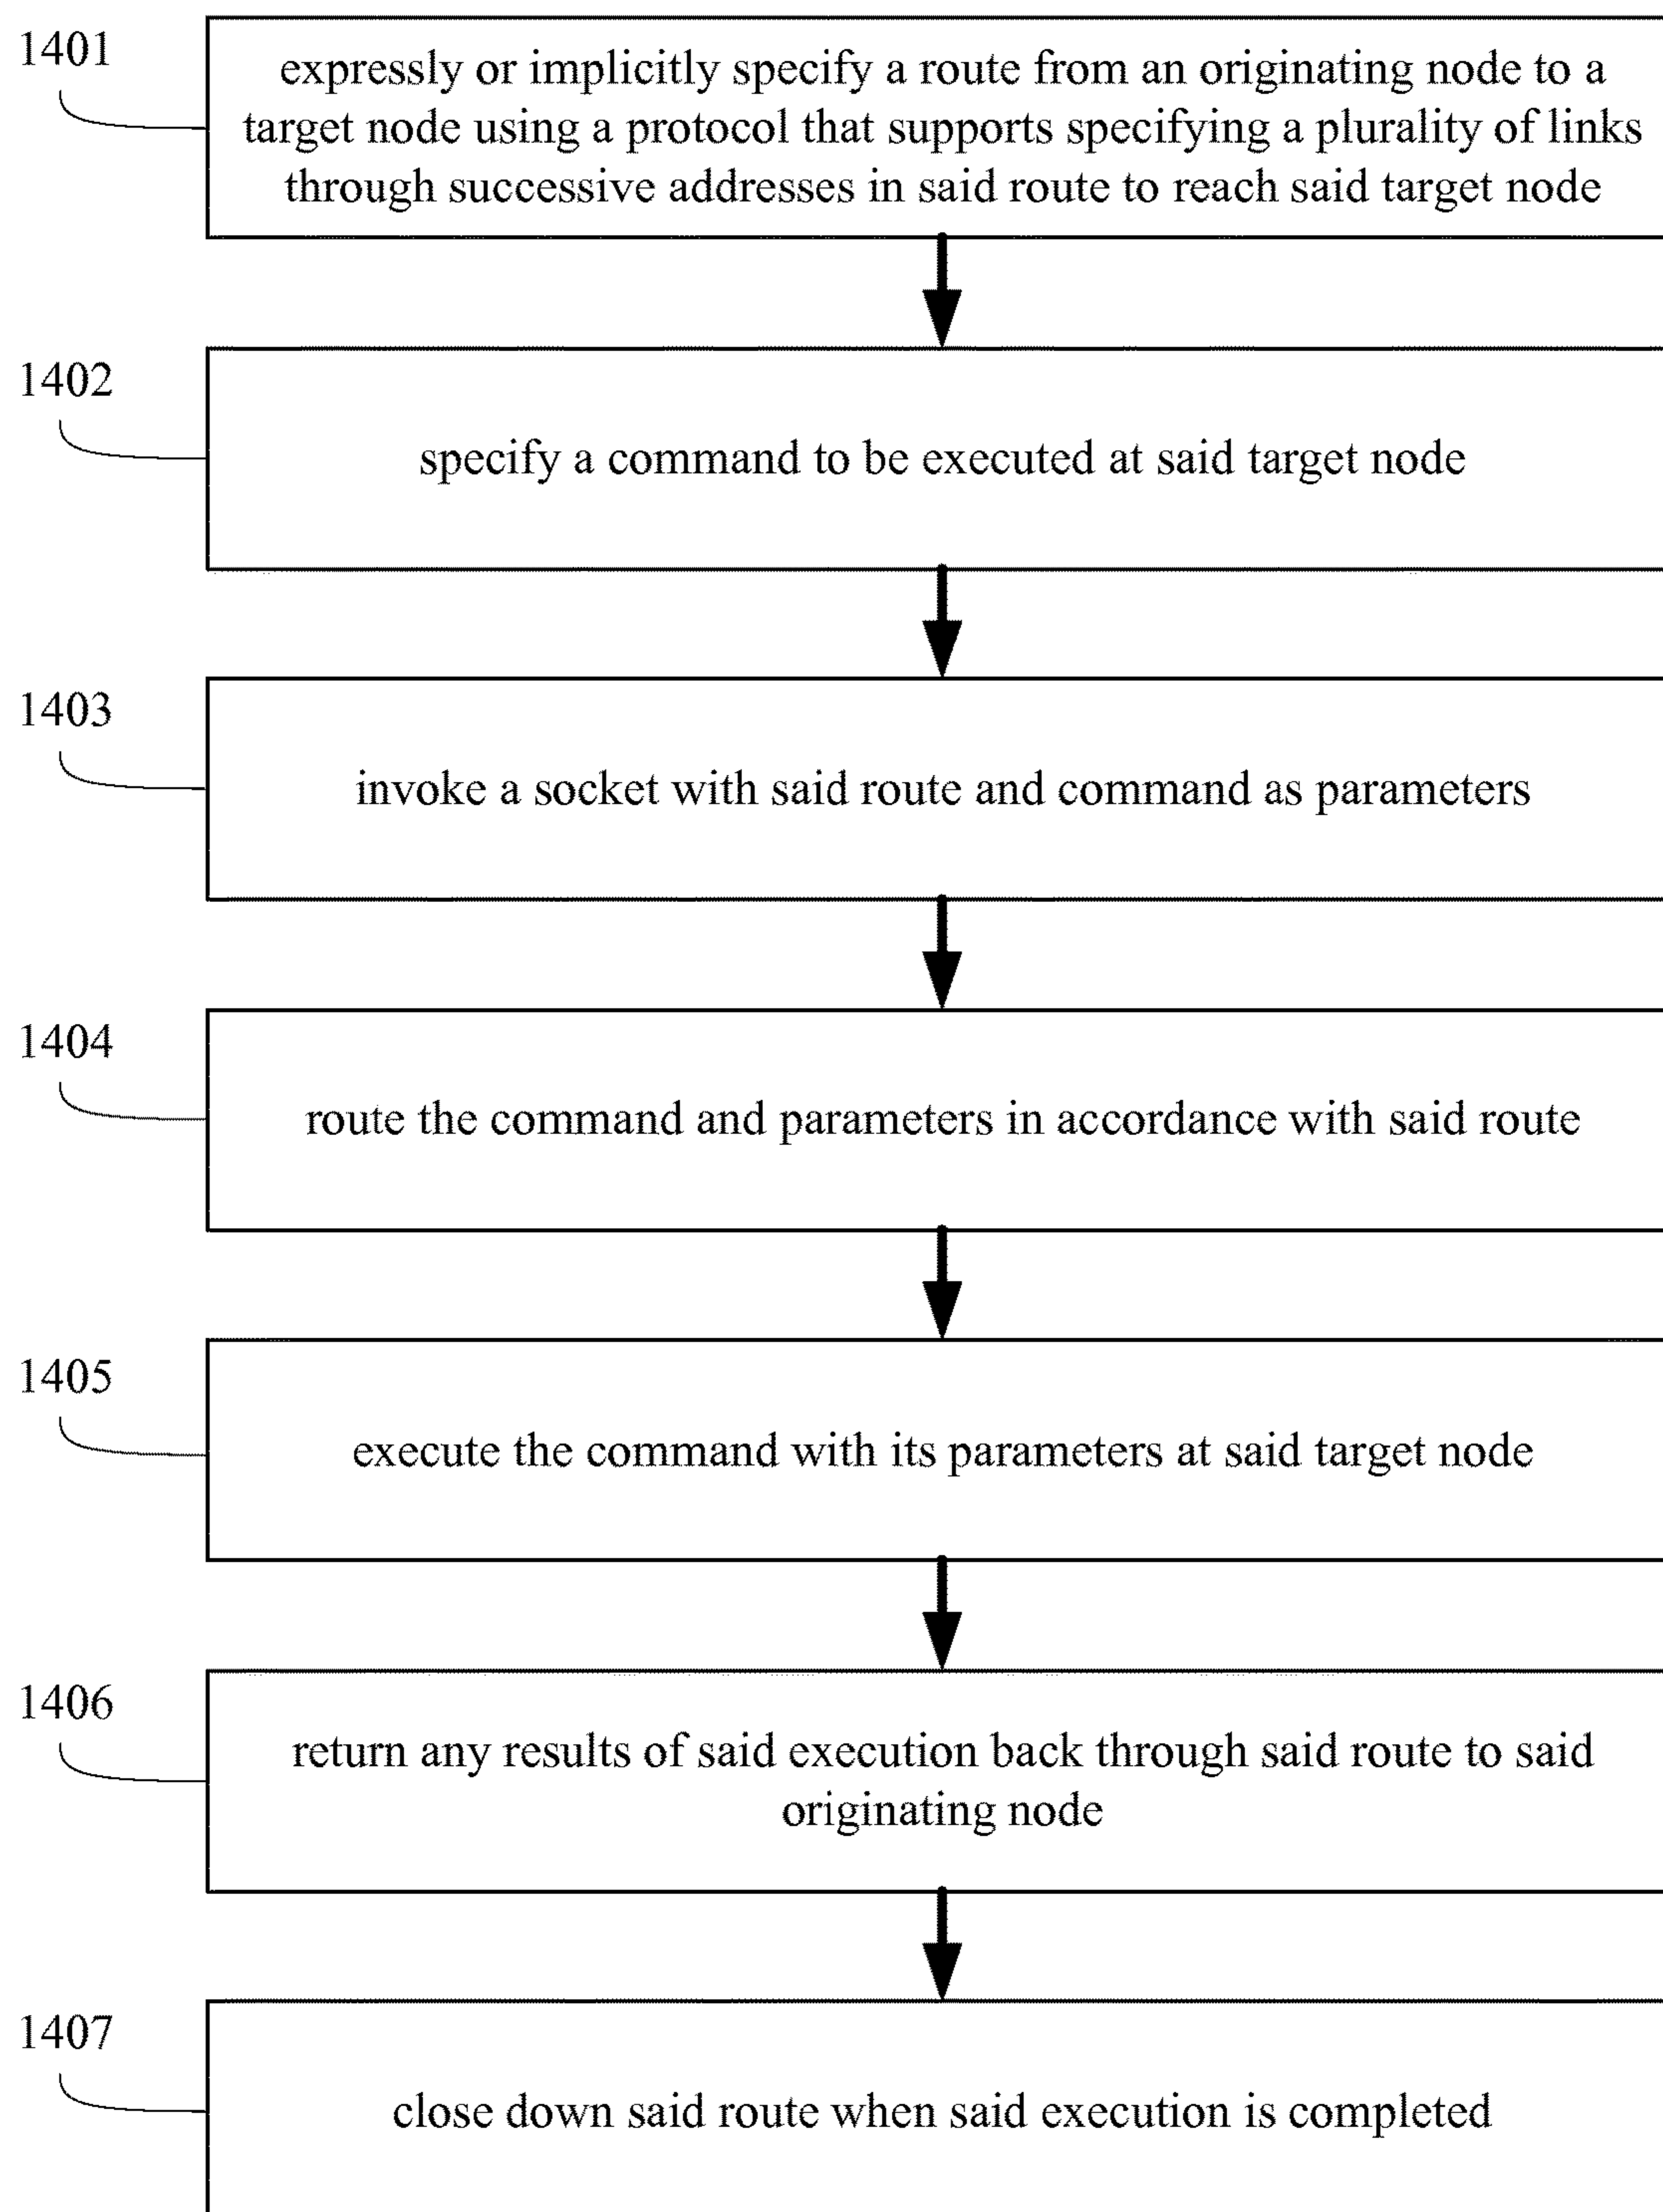 1401
expressly or implicitly specify a route from an originating node to a
target node using a protocol that supports specifying a plurality of links
through successive addresses in said route to reach said target node
1402
specify a command to be executed at said target node
1403
invoke a socket with said route and command as parameters
1404
route the command and parameters in accordance with said route
1405
execute the command with its parameters at said target node
1406
return any results of said execution back through said route to said
originating node
1407
close down said route when said execution is completed